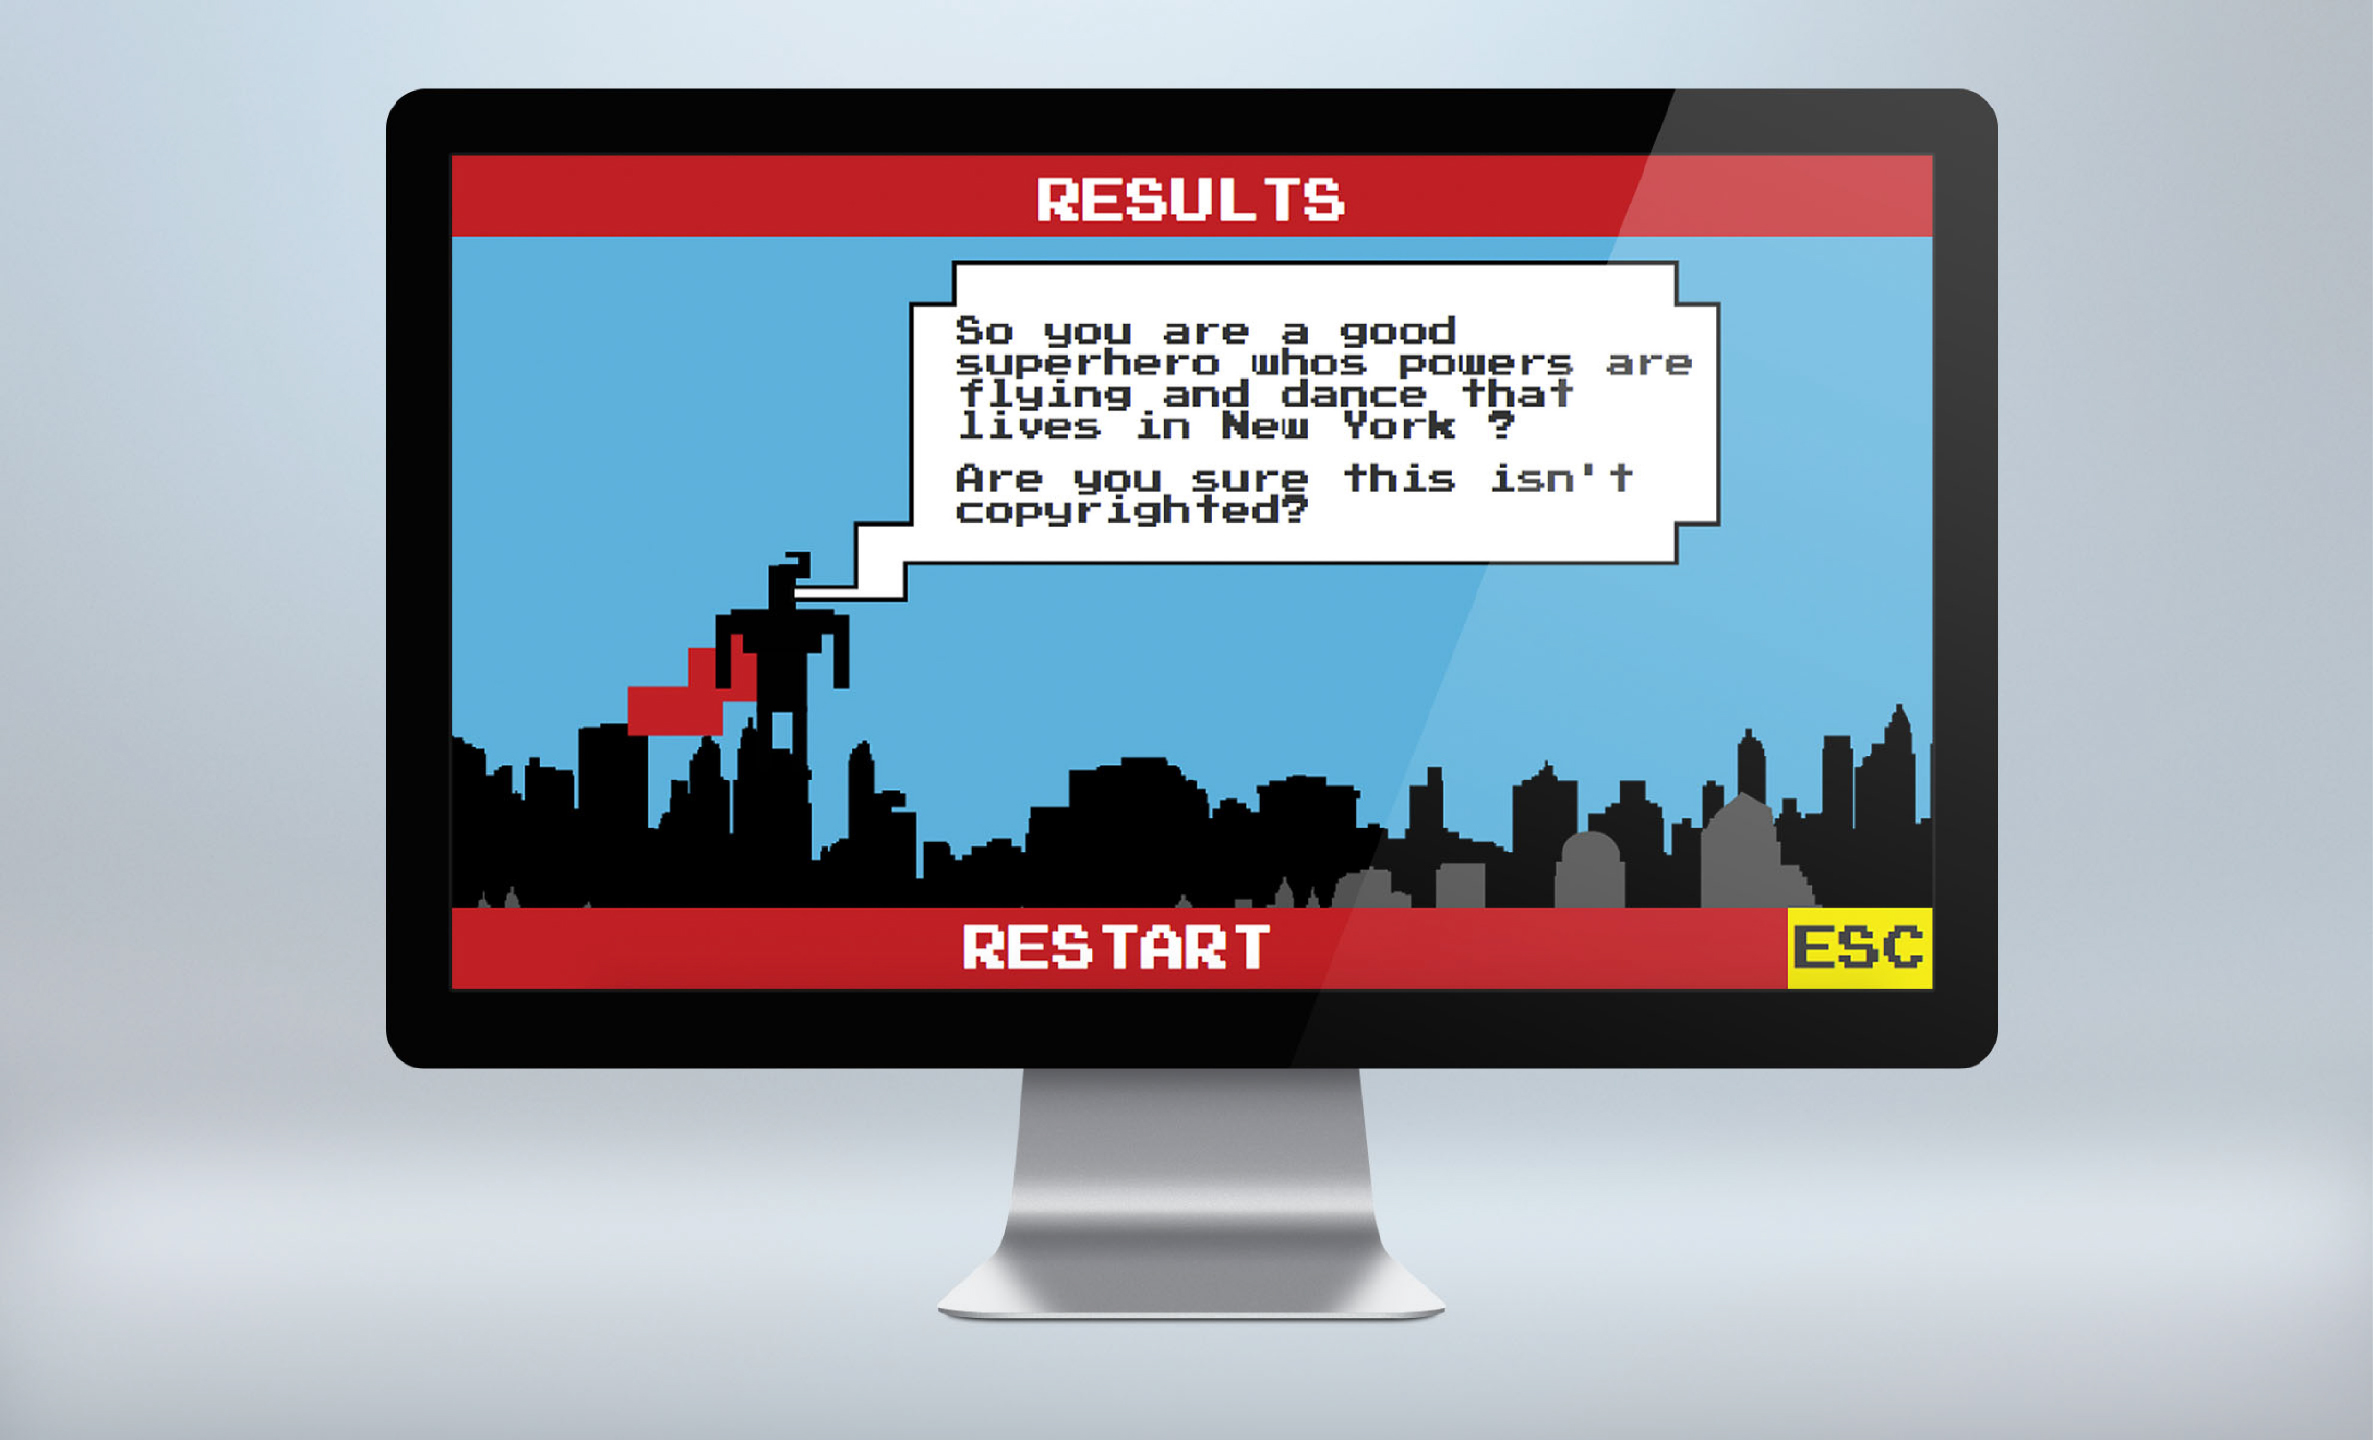 RESULTS
So you are a good
superhero whos powers are
flying and dance that
lives in New York ?
Are you sure this isn't
copyrighted?
RESTART
ESC